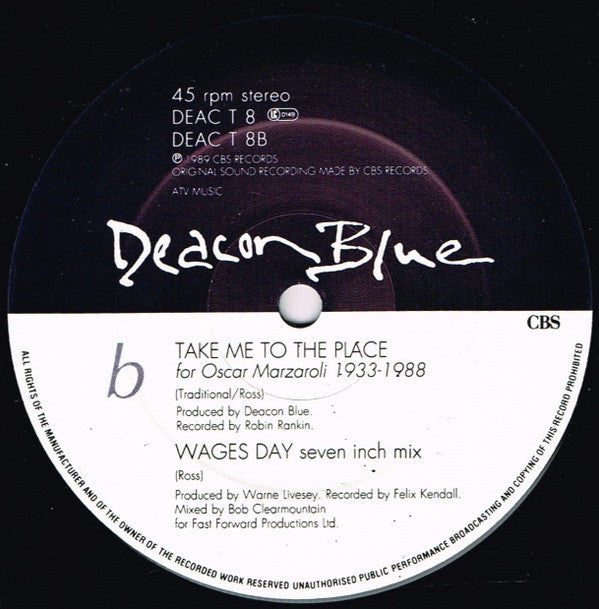 45 rpm stereo
DEAC T 8 LC 0149
DEAC T 8B
℗ 1989 CBS RECORDS
ORIGINAL SOUND RECORDING MADE BY CBS RECORDS
ATV MUSIC
Deacon Blue
CBS
b
TAKE ME TO THE PLACE
for Oscar Marzaroli 1933-1988
(Traditional/Ross)
Produced by Deacon Blue.
Recorded by Robin Rankin.
WAGES DAY seven inch mix
(Ross)
Produced by Warne Livesey. Recorded by Felix Kendall.
Mixed by Bob Clearmountain
for Fast Forward Productions Ltd.
ALL RIGHTS OF THE MANUFACTURER AND OF THE OWNER OF THE RECORDED WORK RESERVED UNAUTHORISED PUBLIC PERFORMANCE BROADCASTING AND COPYING OF THIS RECORD PROHIBITED